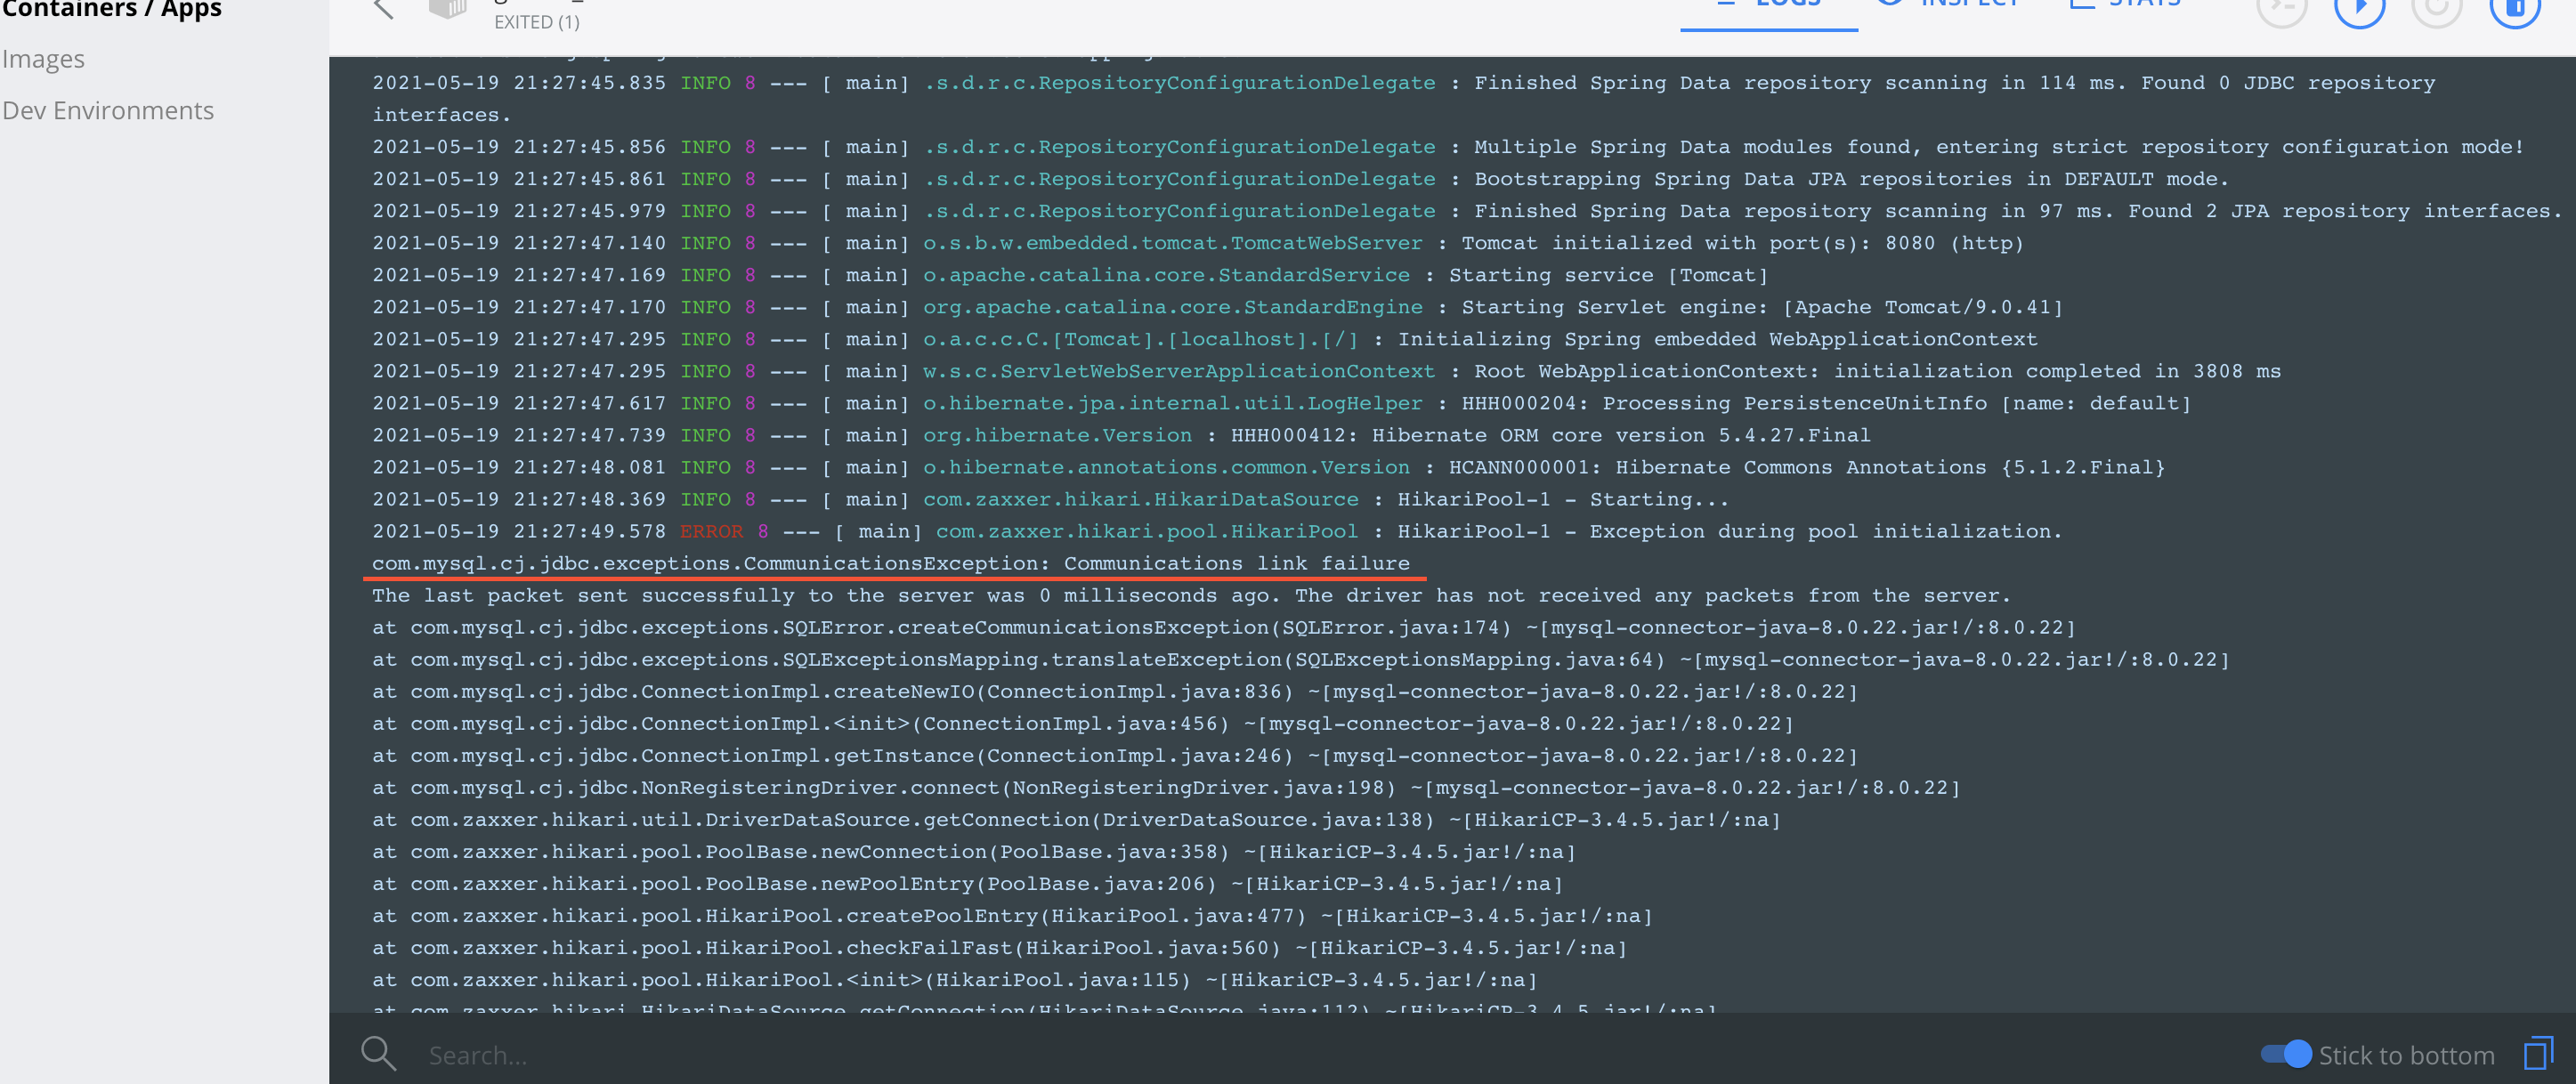 Containers / Apps
Images
Dev Environments
EXITED (1)
LOGS
INSPECT
STATS
2021-05-19 21:27:45.835 INFO 8 --- [ main] .s.d.r.c.RepositoryConfigurationDelegate : Finished Spring Data repository scanning in 114 ms. Found 0 JDBC repository
interfaces.
2021-05-19 21:27:45.856 INFO 8 --- [ main] .s.d.r.c.RepositoryConfigurationDelegate : Multiple Spring Data modules found, entering strict repository configuration mode!
2021-05-19 21:27:45.861 INFO 8 --- [ main] .s.d.r.c.RepositoryConfigurationDelegate : Bootstrapping Spring Data JPA repositories in DEFAULT mode.
2021-05-19 21:27:45.979 INFO 8 --- [ main] .s.d.r.c.RepositoryConfigurationDelegate : Finished Spring Data repository scanning in 97 ms. Found 2 JPA repository interfaces.
2021-05-19 21:27:47.140 INFO 8 --- [ main] o.s.b.w.embedded.tomcat.TomcatWebServer : Tomcat initialized with port(s): 8080 (http)
2021-05-19 21:27:47.169 INFO 8 --- [ main] o.apache.catalina.core.StandardService : Starting service [Tomcat]
2021-05-19 21:27:47.170 INFO 8 --- [ main] org.apache.catalina.core.StandardEngine : Starting Servlet engine: [Apache Tomcat/9.0.41]
2021-05-19 21:27:47.295 INFO 8 --- [ main] o.a.c.c.C.[Tomcat].[localhost].[/] : Initializing Spring embedded WebApplicationContext
2021-05-19 21:27:47.295 INFO 8 --- [ main] w.s.c.ServletWebServerApplicationContext : Root WebApplicationContext: initialization completed in 3808 ms
2021-05-19 21:27:47.617 INFO 8 --- [ main] o.hibernate.jpa.internal.util.LogHelper : HHH000204: Processing PersistenceUnitInfo [name: default]
2021-05-19 21:27:47.739 INFO 8 --- [ main] org.hibernate.Version : HHH000412: Hibernate ORM core version 5.4.27.Final
2021-05-19 21:27:48.081 INFO 8 --- [ main] o.hibernate.annotations.common.Version : HCANN000001: Hibernate Commons Annotations {5.1.2.Final}
2021-05-19 21:27:48.369 INFO 8 --- [ main] com.zaxxer.hikari.HikariDataSource : HikariPool-1 - Starting...
2021-05-19 21:27:49.578 ERROR 8 --- [ main] com.zaxxer.hikari.pool.HikariPool : HikariPool-1 - Exception during pool initialization.
com.mysql.cj.jdbc.exceptions.CommunicationsException: Communications link failure
The last packet sent successfully to the server was 0 milliseconds ago. The driver has not received any packets from the server.
at com.mysql.cj.jdbc.exceptions.SQLError.createCommunicationsException(SQLError.java:174) ~[mysql-connector-java-8.0.22.jar!/:8.0.22]
at com.mysql.cj.jdbc.exceptions.SQLExceptionsMapping.translateException(SQLExceptionsMapping.java:64) ~[mysql-connector-java-8.0.22.jar!/:8.0.22]
at com.mysql.cj.jdbc.ConnectionImpl.createNewIO(ConnectionImpl.java:836) ~[mysql-connector-java-8.0.22.jar!/:8.0.22]
at com.mysql.cj.jdbc.ConnectionImpl.<init>(ConnectionImpl.java:456) ~[mysql-connector-java-8.0.22.jar!/:8.0.22]
at com.mysql.cj.jdbc.ConnectionImpl.getInstance(ConnectionImpl.java:246) ~[mysql-connector-java-8.0.22.jar!/:8.0.22]
at com.mysql.cj.jdbc.NonRegisteringDriver.connect(NonRegisteringDriver.java:198) ~[mysql-connector-java-8.0.22.jar!/:8.0.22]
at com.zaxxer.hikari.util.DriverDataSource.getConnection(DriverDataSource.java:138) ~[HikariCP-3.4.5.jar!/:na]
at com.zaxxer.hikari.pool.PoolBase.newConnection(PoolBase.java:358) ~[HikariCP-3.4.5.jar!/:na]
at com.zaxxer.hikari.pool.PoolBase.newPoolEntry(PoolBase.java:206) ~[HikariCP-3.4.5.jar!/:na]
at com.zaxxer.hikari.pool.HikariPool.createPoolEntry(HikariPool.java:477) ~[HikariCP-3.4.5.jar!/:na]
at com.zaxxer.hikari.pool.HikariPool.checkFailFast(HikariPool.java:560) ~[HikariCP-3.4.5.jar!/:na]
at com.zaxxer.hikari.pool.HikariPool.<init>(HikariPool.java:115) ~[HikariCP-3.4.5.jar!/:na]
at com.zaxxer.hikari.HikariDataSource.getConnection(HikariDataSource.java:112) ~[HikariCP-3.4.5.jar!/:na]
Search...
Stick to bottom